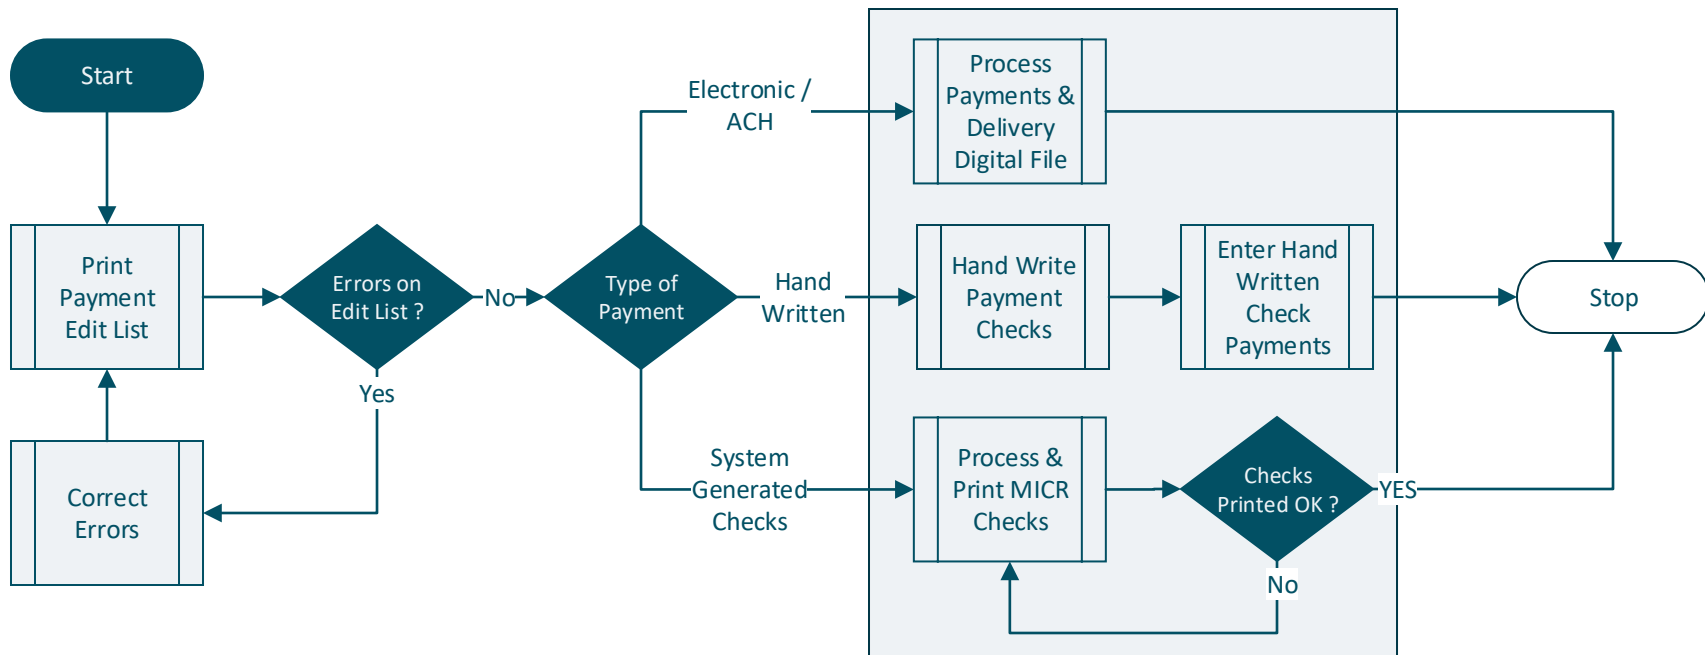 Start
Print
Payment
Edit List
Correct
Errors
Errors on
Edit List ?
Yes
No
Type of
Payment
Electronic /
ACH
Hand
Written
System
Generated
Checks
Process
Payments &
Delivery
Digital File
Hand Write
Payment
Checks
Enter Hand
Written
Check
Payments
Process &
Print MICR
Checks
Checks
Printed OK ?
No
YES
Stop